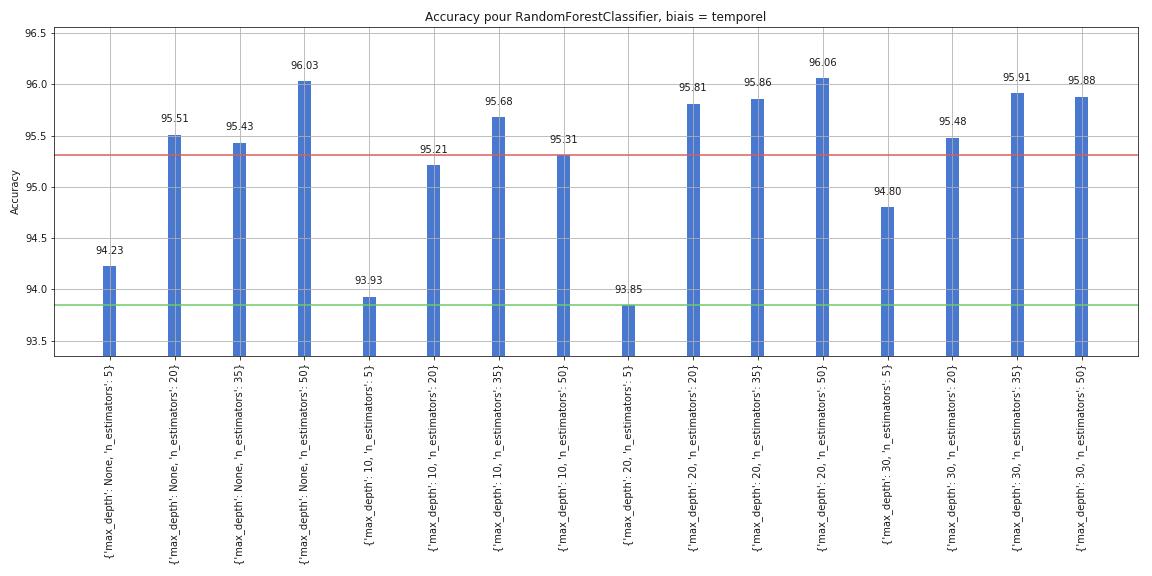 Accuracy pour RandomForestClassifier, biais = temporel
Accuracy
96.5
96.0
95.5
95.0
94.5
94.0
93.5
94.23
95.51
95.43
96.03
93.93
95.21
95.68
95.31
93.85
95.81
95.86
96.06
94.80
95.48
95.91
95.88
{'max_depth': None, 'n_estimators': 5}
{'max_depth': None, 'n_estimators': 20}
{'max_depth': None, 'n_estimators': 35}
{'max_depth': None, 'n_estimators': 50}
{'max_depth': 10, 'n_estimators': 5}
{'max_depth': 10, 'n_estimators': 20}
{'max_depth': 10, 'n_estimators': 35}
{'max_depth': 10, 'n_estimators': 50}
{'max_depth': 20, 'n_estimators': 5}
{'max_depth': 20, 'n_estimators': 20}
{'max_depth': 20, 'n_estimators': 35}
{'max_depth': 20, 'n_estimators': 50}
{'max_depth': 30, 'n_estimators': 5}
{'max_depth': 30, 'n_estimators': 20}
{'max_depth': 30, 'n_estimators': 35}
{'max_depth': 30, 'n_estimators': 50}